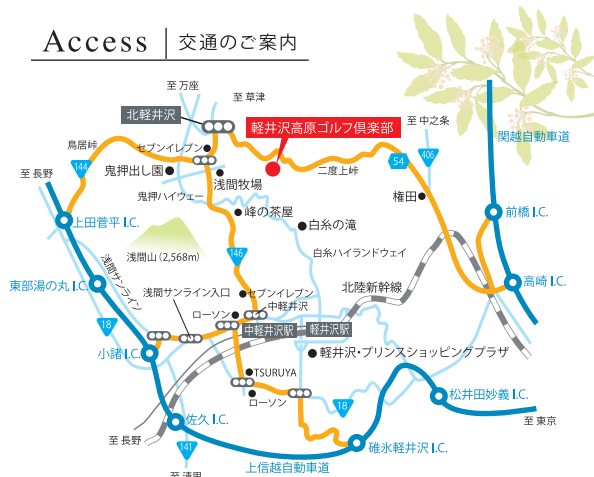 Access
交通のご案内
至 万座
至 草津
北軽井沢
軽井沢高原ゴルフ倶楽部
至 中之条
関越自動車道
鳥居峠
セブンイレブン
至 長野
144
鬼押出し園
浅間牧場
二度上峠
54
406
鬼押ハイウェー
権田
上田菅平 I.C.
峰の茶屋
白糸の滝
前橋 I.C.
浅間山(2,568m)
146
白糸ハイランドウェイ
浅間サンライン
北陸新幹線
高崎 I.C.
東部湯の丸 I.C.
浅間サンライン入口
セブンイレブン
中軽井沢
18
ローソン
中軽井沢駅
軽井沢駅
小諸 I.C.
軽井沢・プリンスショッピングプラザ
TSURUYA
ローソン
18
松井田妙義 I.C.
佐久 I.C.
至 東京
至 長野
141
碓氷軽井沢 I.C.
上信越自動車道
至 清里